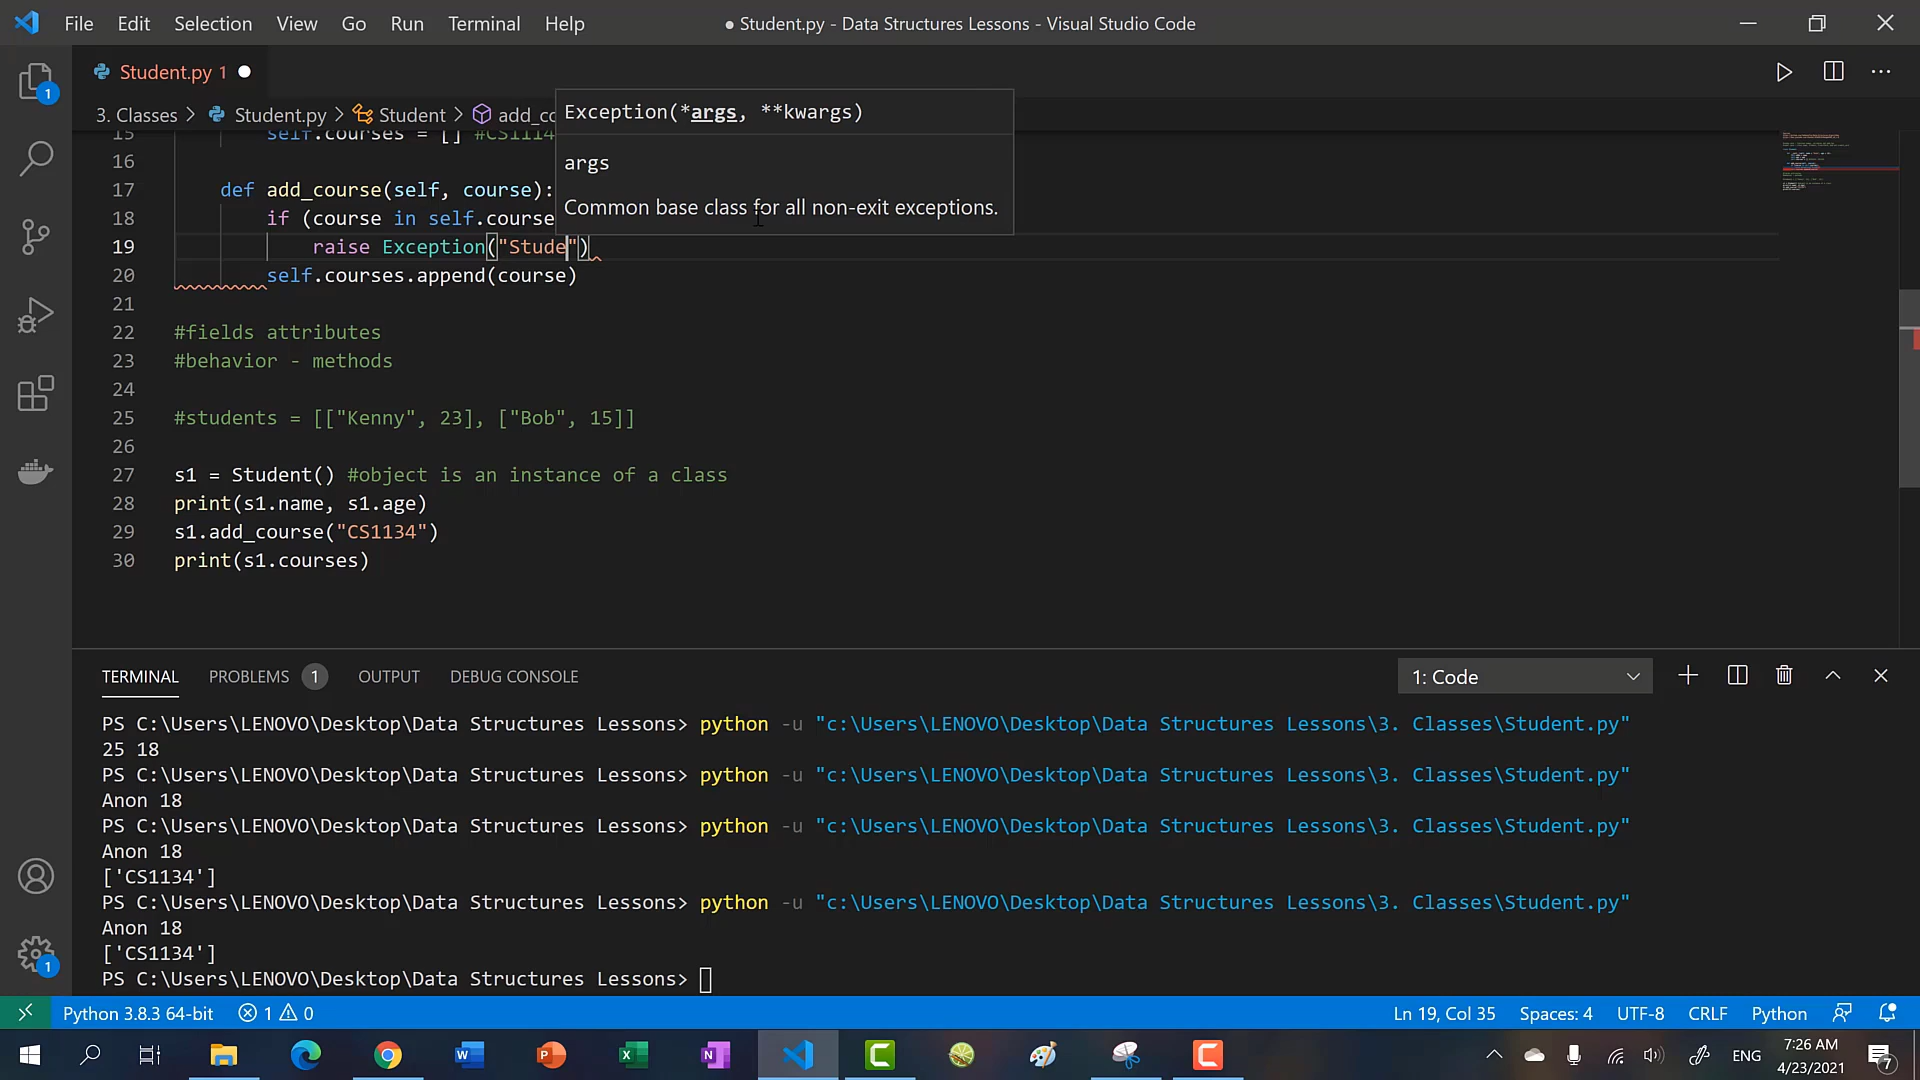 File Edit Selection View Go Run Terminal Help
● Student.py - Data Structures Lessons - Visual Studio Code
1
Student.py 1
3. Classes > Student.py > Student > add_co
Exception(*args, **kwargs)
args
Common base class for all non-exit exceptions.
15 self.courses = [] #CS1114
16
17 def add_course(self, course):
18 if (course in self.course
19 raise Exception("Stude")
20 self.courses.append(course)
21
22 #fields attributes
23 #behavior - methods
24
25 #students = [["Kenny", 23], ["Bob", 15]]
26
27 s1 = Student() #object is an instance of a class
28 print(s1.name, s1.age)
29 s1.add_course("CS1134")
30 print(s1.courses)
TERMINAL PROBLEMS 1 OUTPUT DEBUG CONSOLE
1: Code
PS C:\Users\LENOVO\Desktop\Data Structures Lessons> python -u "c:\Users\LENOVO\Desktop\Data Structures Lessons\3. Classes\Student.py"
25 18
PS C:\Users\LENOVO\Desktop\Data Structures Lessons> python -u "c:\Users\LENOVO\Desktop\Data Structures Lessons\3. Classes\Student.py"
Anon 18
PS C:\Users\LENOVO\Desktop\Data Structures Lessons> python -u "c:\Users\LENOVO\Desktop\Data Structures Lessons\3. Classes\Student.py"
Anon 18
['CS1134']
PS C:\Users\LENOVO\Desktop\Data Structures Lessons> python -u "c:\Users\LENOVO\Desktop\Data Structures Lessons\3. Classes\Student.py"
Anon 18
['CS1134']
PS C:\Users\LENOVO\Desktop\Data Structures Lessons>
1
Python 3.8.3 64-bit 1 0
Ln 19, Col 35 Spaces: 4 UTF-8 CRLF Python
ENG
7:26 AM
4/23/2021
7